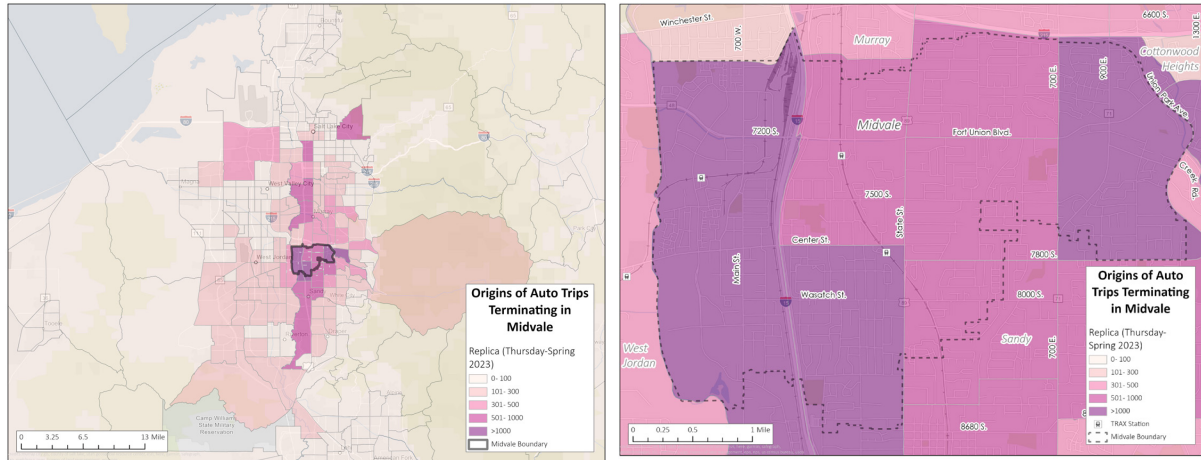 Salt Lake City
Magna
West Valley City
Murray
West Jordan
Sandy
Draper
Camp Williams
State Military
Reservation
Origins of Auto Trips
Terminating in
Midvale
Replica (Thursday-Spring
2023)
0- 100
101- 300
301- 500
501- 1000
>1000
Midvale Boundary
0 3.25 6.5 13 Mile
Winchester St.
700 W.
Murray
6600 S.
1300 E.
Cottonwood
Heights
700 E.
900 E.
Union Park Ave.
7200 S.
Midvale
Fort Union Blvd.
Creek Rd.
7500 S.
State St.
Center St.
Main St.
7800 S.
Wasatch St.
8000 S.
West
Jordan
Sandy
700 E.
8680 S.
Origins of Auto
Trips Terminating
in Midvale
Replica (Thursday-Spring
2023)
0- 100
101- 300
301- 500
501- 1000
>1000
TRAX Station
Midvale Boundary
0 0.25 0.5 1 Mile